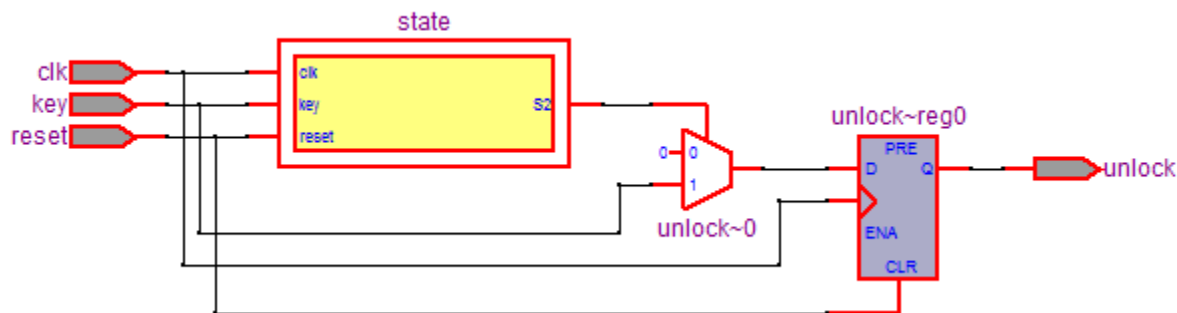 state
clk
key
reset
clk
key
reset
S2
0
0
1
unlock~0
unlock~reg0
PRE
D
Q
ENA
CLR
unlock